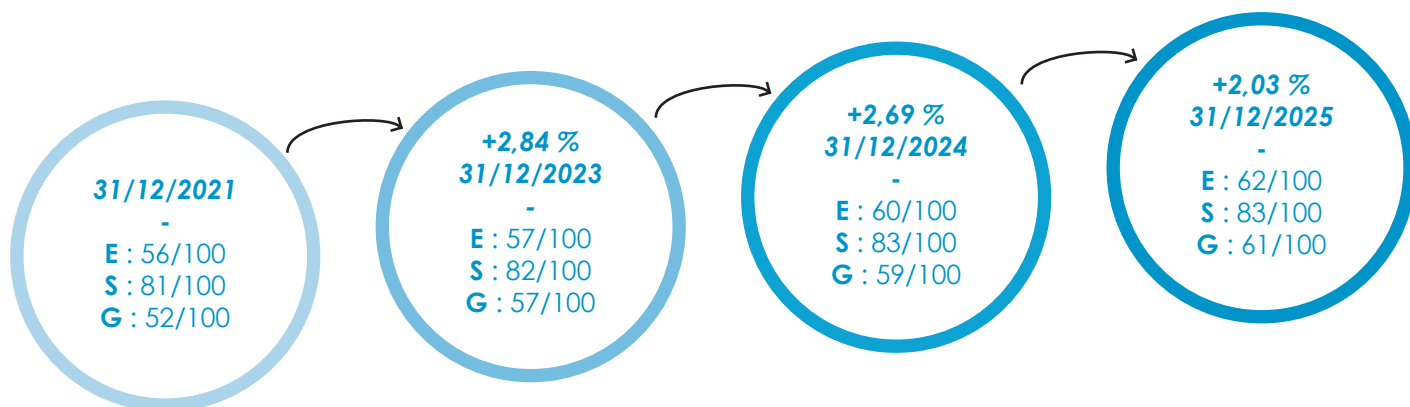 31/12/2021
-
E : 56/100
S : 81/100
G : 52/100
+2,84 %
31/12/2023
-
E : 57/100
S : 82/100
G : 57/100
+2,69 %
31/12/2024
-
E : 60/100
S : 83/100
G : 59/100
+2,03 %
31/12/2025
-
E : 62/100
S : 83/100
G : 61/100